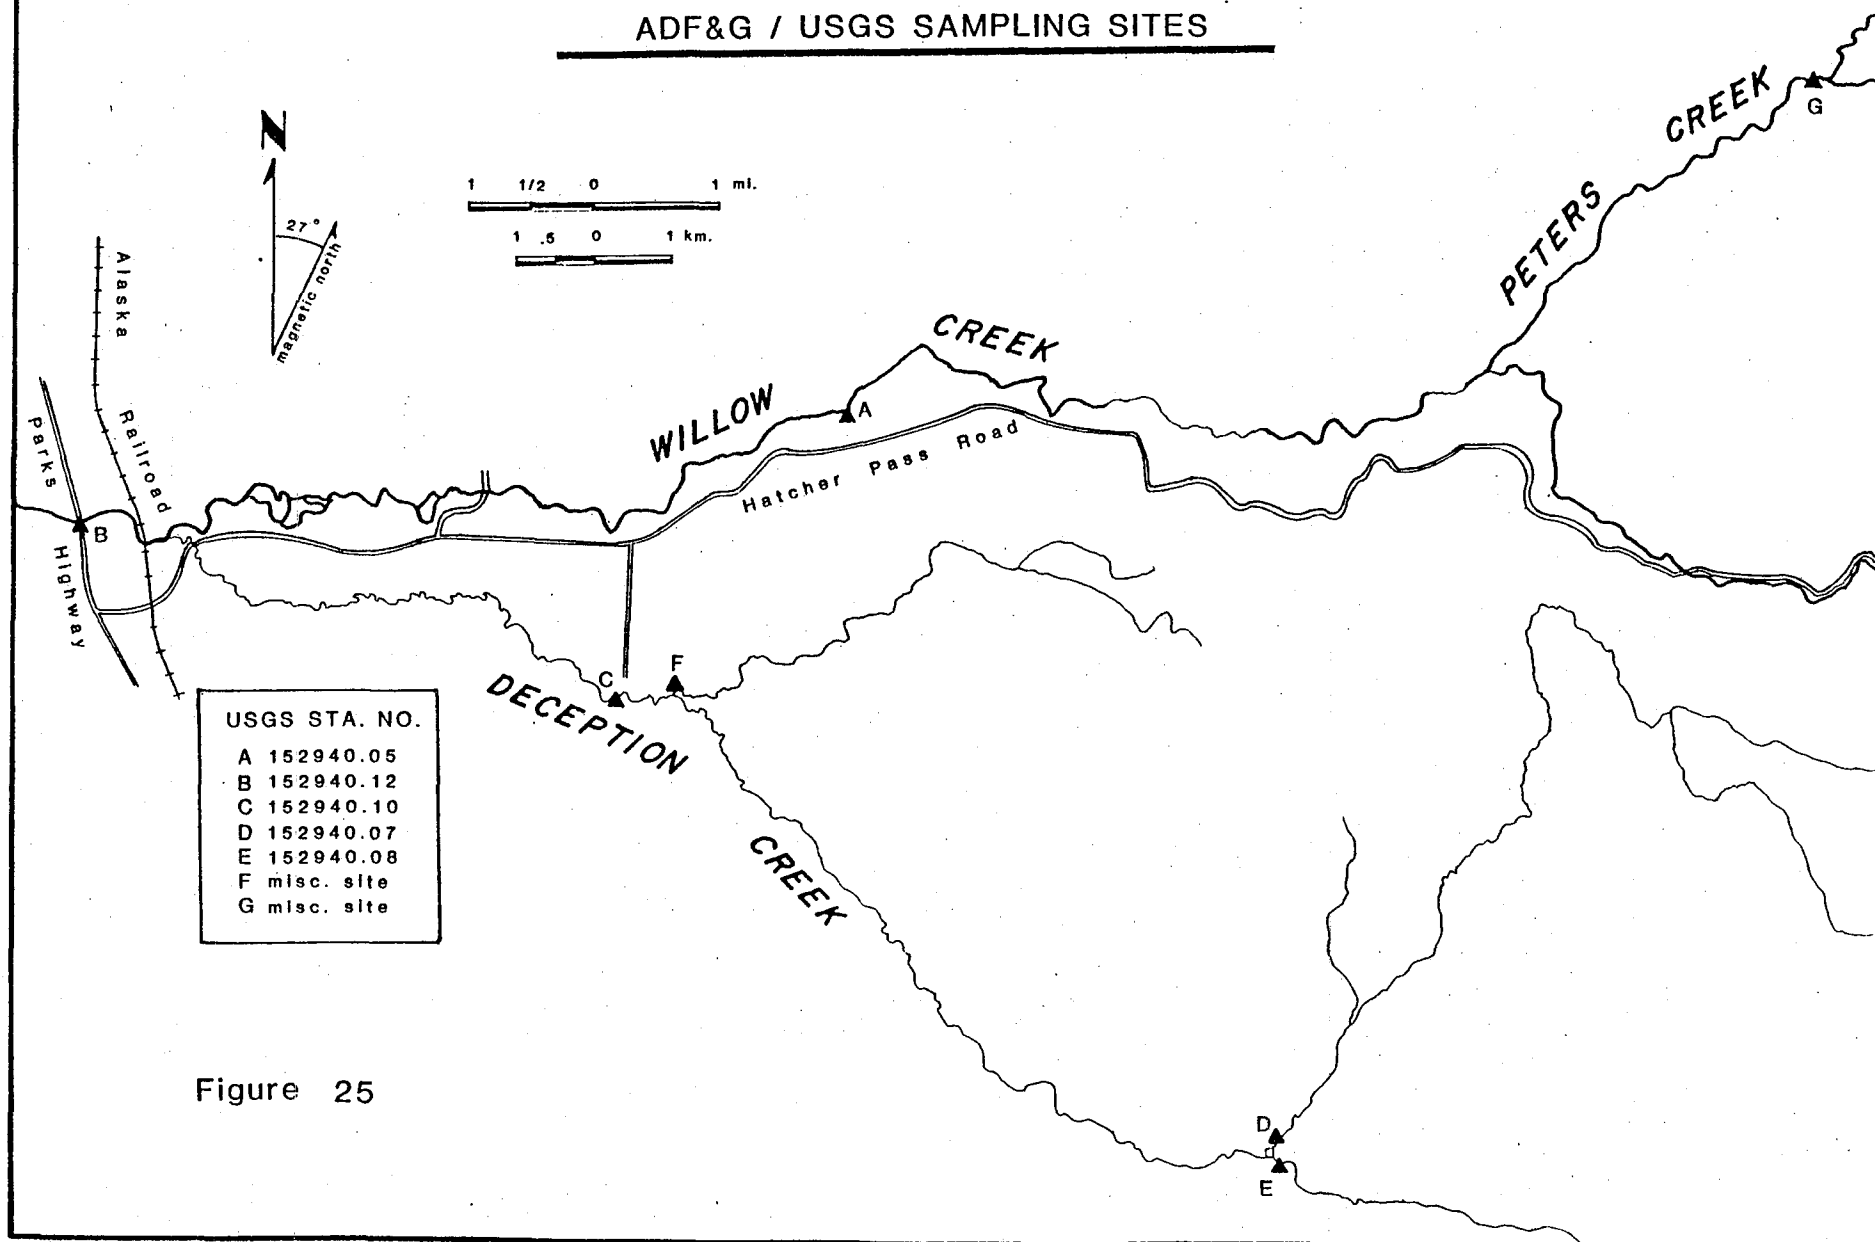 ADF&G / USGS SAMPLING SITES
N
27°
magnetic north
1 1/2 0 1 mi.
1 .5 0 1 km.
Alaska
Railroad
Parks
Highway
WILLOW
CREEK
PETERS
CREEK
Hatcher Pass Road
DECEPTION
CREEK
A
B
C
F
G
D
E
USGS STA. NO.
A 152940.05
B 152940.12
C 152940.10
D 152940.07
E 152940.08
F misc. site
G misc. site
Figure 25